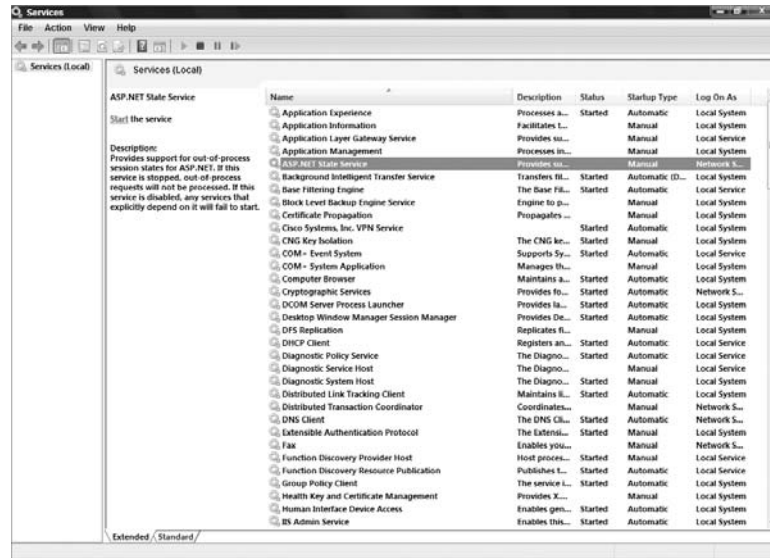 Services
File Action View Help
Services (Local)
Services (Local)
ASP.NET State Service
Start the service
Description:
Provides support for out-of-process
session states for ASP.NET. If this
service is stopped, out-of-process
requests will not be processed. If this
service is disabled, any services that
explicitly depend on it will fail to start.
Name Description Status Startup Type Log On As
Application Experience Processes a... Started Automatic Local System
Application Information Facilitates t... Manual Local System
Application Layer Gateway Service Provides su... Manual Local Service
Application Management Processes in... Manual Local System
ASP.NET State Service Provides su... Manual Network S...
Background Intelligent Transfer Service Transfers fil... Started Automatic (D... Local System
Base Filtering Engine The Base Fil... Started Automatic Local Service
Block Level Backup Engine Service Engine to p... Manual Local System
Certificate Propagation Propagates ... Manual Local System
Cisco Systems, Inc. VPN Service Started Automatic Local System
CNG Key Isolation The CNG ke... Started Manual Local System
COM+ Event System Supports Sy... Started Automatic Local Service
COM+ System Application Manages th... Manual Local System
Computer Browser Maintains a... Started Automatic Local System
Cryptographic Services Provides fo... Started Automatic Network S...
DCOM Server Process Launcher Provides la... Started Automatic Local System
Desktop Window Manager Session Manager Provides De... Started Automatic Local System
DFS Replication Replicates fi... Manual Local System
DHCP Client Registers an... Started Automatic Local Service
Diagnostic Policy Service The Diagno... Started Automatic Local Service
Diagnostic Service Host The Diagno... Manual Local Service
Diagnostic System Host The Diagno... Started Manual Local System
Distributed Link Tracking Client Maintains li... Started Automatic Local System
Distributed Transaction Coordinator Coordinates... Manual Network S...
DNS Client The DNS Cli... Started Automatic Network S...
Extensible Authentication Protocol The Extensi... Started Manual Local System
Fax Enables you... Manual Network S...
Function Discovery Provider Host Host proces... Started Manual Local Service
Function Discovery Resource Publication Publishes t... Started Automatic Local Service
Group Policy Client The service i... Started Automatic Local System
Health Key and Certificate Management Provides X.... Manual Local System
Human Interface Device Access Enables gen... Started Automatic Local System
IIS Admin Service Enables this... Started Automatic Local System
Extended Standard